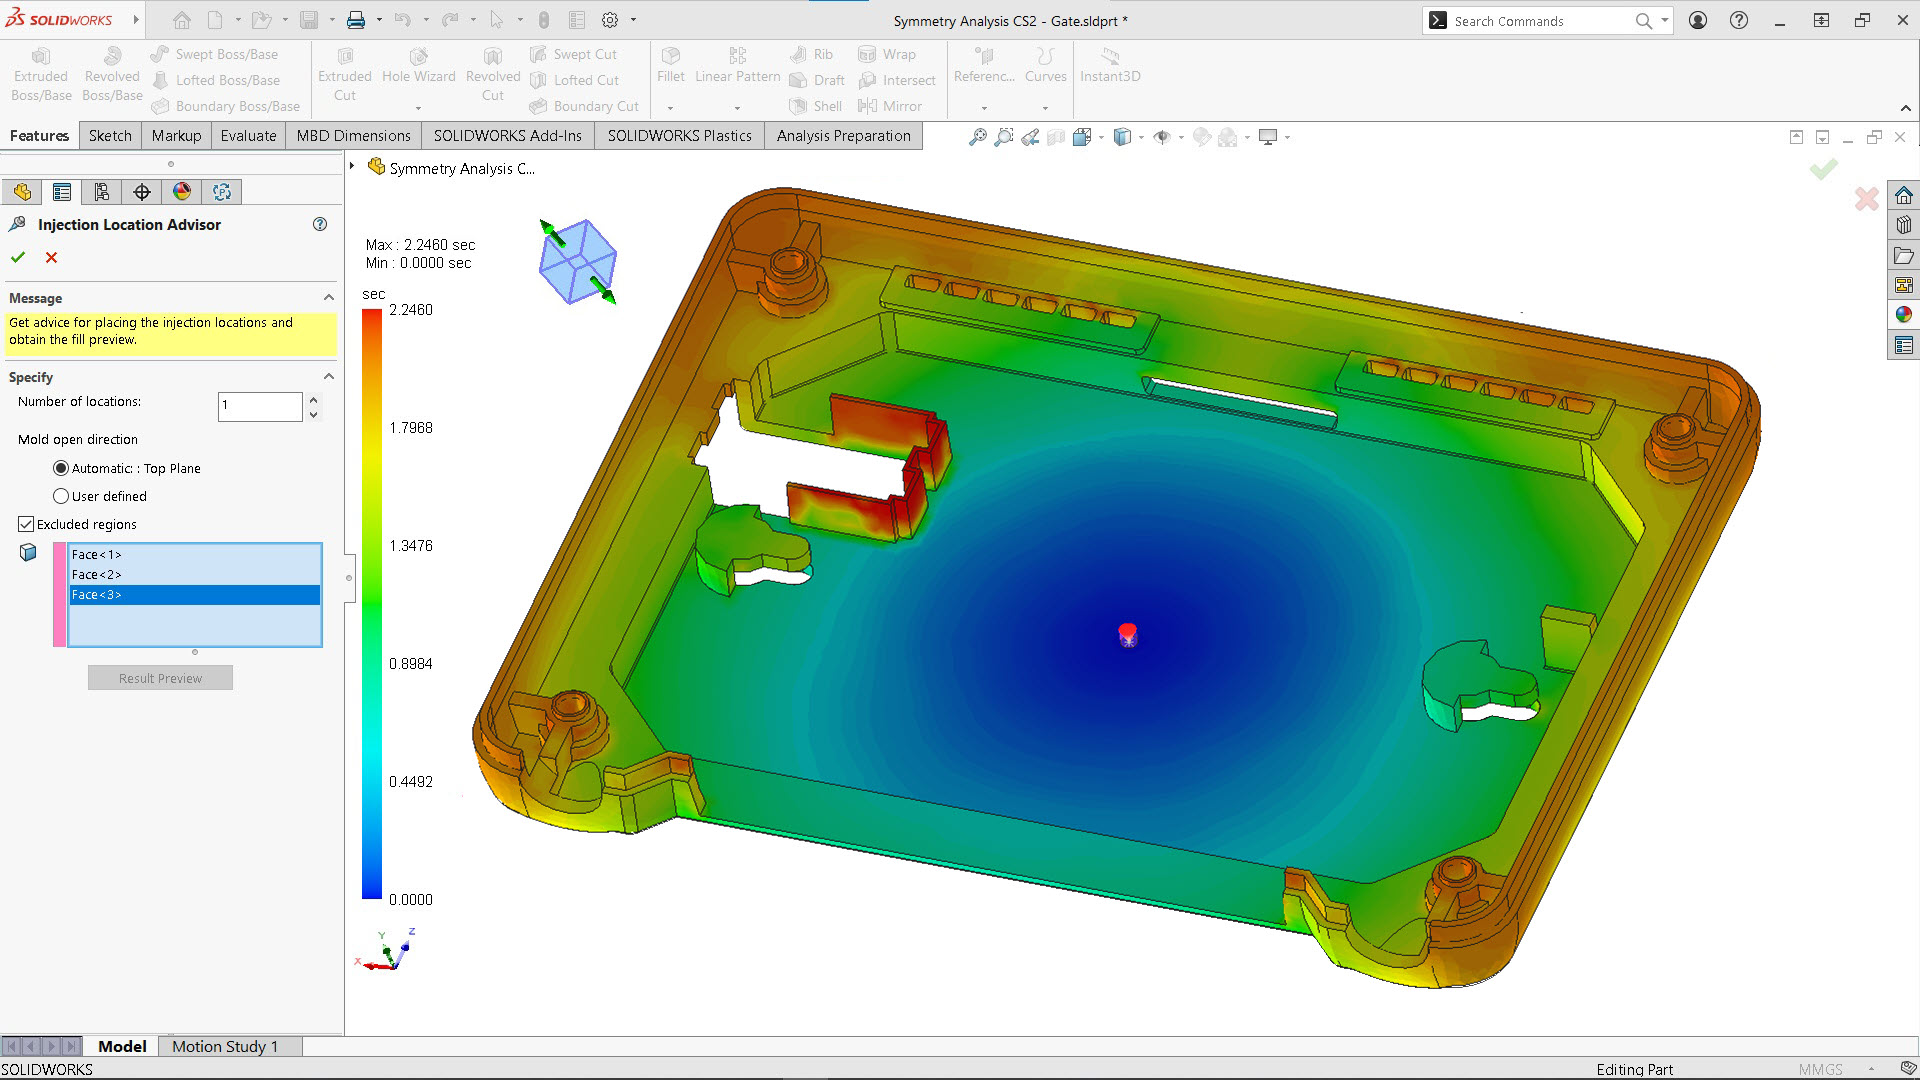 SOLIDWORKS
Symmetry Analysis CS2 - Gate.sldprt *
Search Commands
Extruded Boss/Base
Revolved Boss/Base
Swept Boss/Base
Lofted Boss/Base
Boundary Boss/Base
Extruded Cut
Hole Wizard
Revolved Cut
Swept Cut
Lofted Cut
Boundary Cut
Fillet
Linear Pattern
Rib
Draft
Shell
Wrap
Intersect
Mirror
Referenc...
Curves
Instant3D
Features
Sketch
Markup
Evaluate
MBD Dimensions
SOLIDWORKS Add-Ins
SOLIDWORKS Plastics
Analysis Preparation
Symmetry Analysis C...
Injection Location Advisor
Message
Get advice for placing the injection locations and
obtain the fill preview.
Specify
Number of locations:
1
Mold open direction
Automatic: : Top Plane
User defined
Excluded regions
Face<1>
Face<2>
Face<3>
Result Preview
Max : 2.2460 sec
Min : 0.0000 sec
sec
2.2460
1.7968
1.3476
0.8984
0.4492
0.0000
Y
Z
X
Model
Motion Study 1
SOLIDWORKS
Editing Part
MMGS